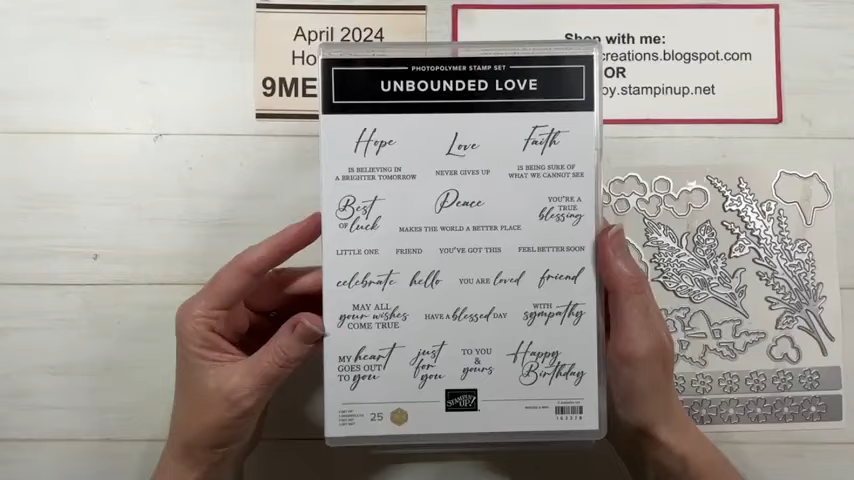 April 2024
Ho
9ME
Shop with me:
creations.blogspot.com
OR
by.stampinup.net
PHOTOPOLYMER STAMP SET
UNBOUNDED LOVE
Hope
IS BELIEVING IN
A BRIGHTER TOMORROW
Love
NEVER GIVES UP
Faith
IS BEING SURE OF
WHAT WE CANNOT SEE
Best
OF luck
Peace
MAKES THE WORLD A BETTER PLACE
YOU'RE A
TRUE
blessing
LITTLE ONE
FRIEND
YOU'VE GOT THIS
FEEL BETTER SOON
celebrate
hello
YOU ARE loved
friend
MAY ALL
your wishes
COME TRUE
HAVE A blessed DAY
WITH
sympathy
MY heart
GOES OUT
TO you
just
for
you
TO YOU
&
yours
Happy
Birthday
25
STAMPIN' UP!